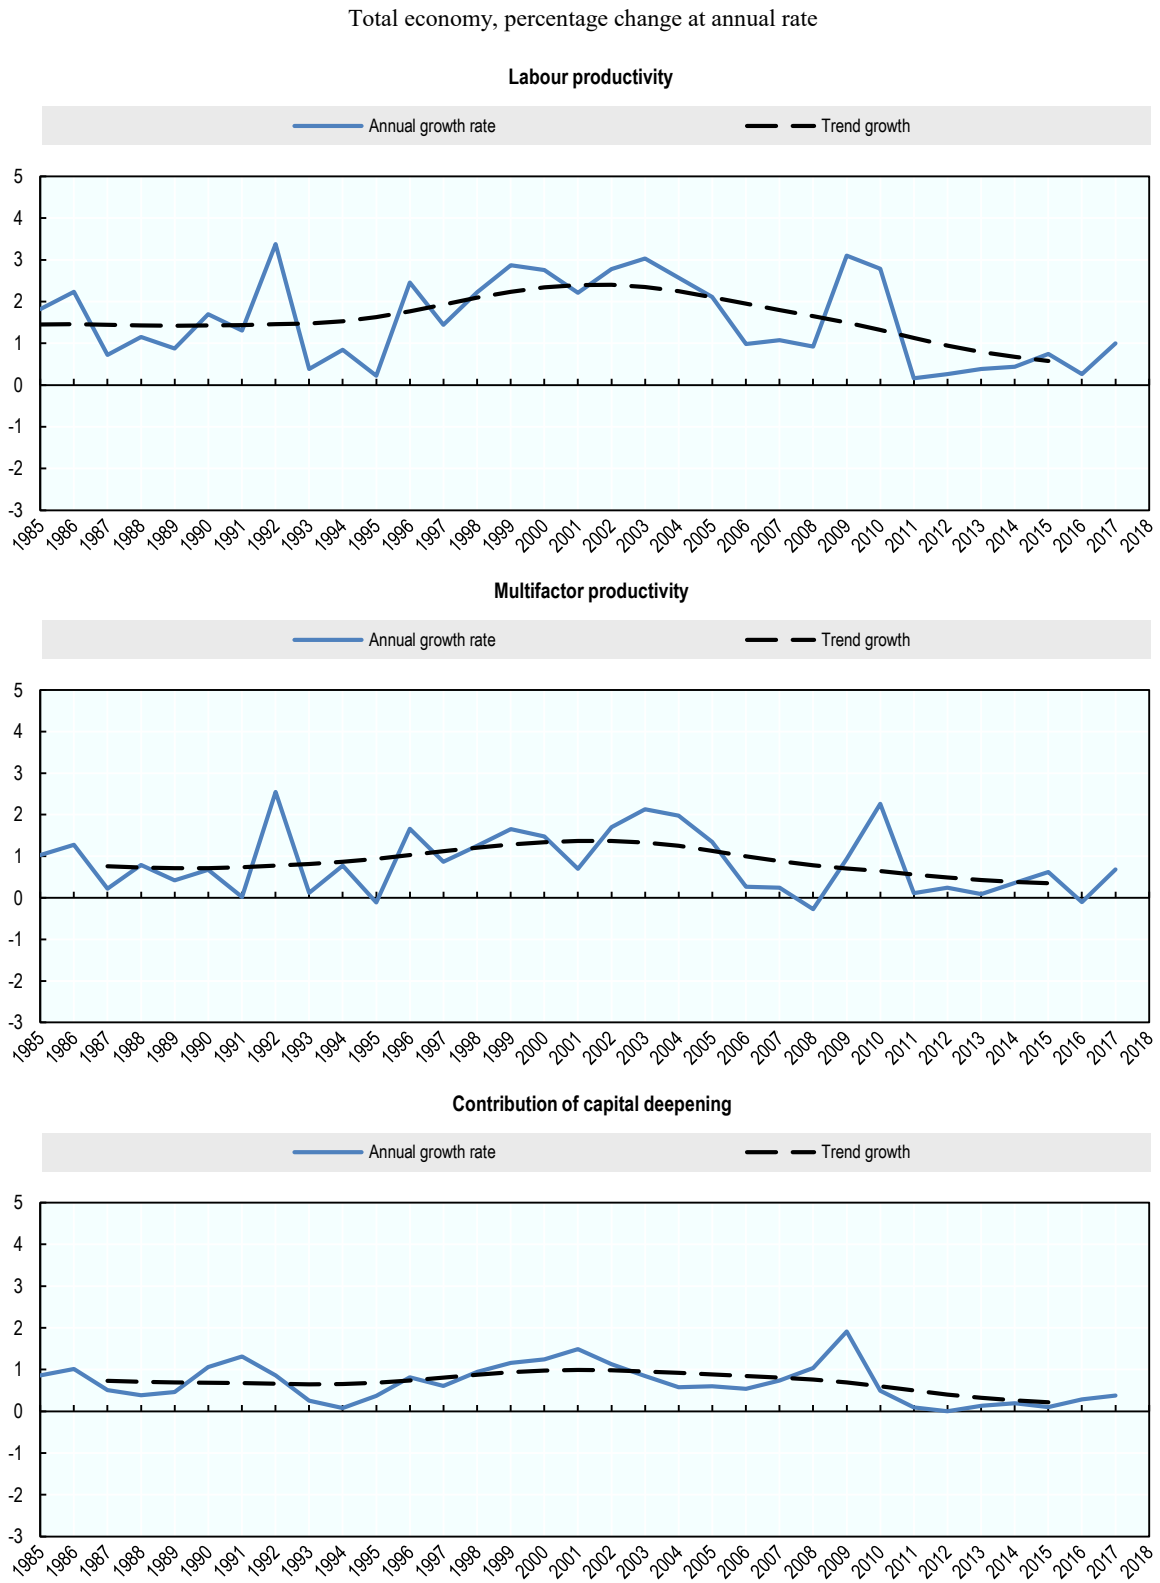 Total economy, percentage change at annual rate
Labour productivity
Annual growth rate
Trend growth
5
4
3
2
1
0
-1
-2
-3
1985 1986 1987 1988 1989 1990 1991 1992 1993 1994 1995 1996 1997 1998 1999 2000 2001 2002 2003 2004 2005 2006 2007 2008 2009 2010 2011 2012 2013 2014 2015 2016 2017 2018
Multifactor productivity
Annual growth rate
Trend growth
5
4
3
2
1
0
-1
-2
-3
1985 1986 1987 1988 1989 1990 1991 1992 1993 1994 1995 1996 1997 1998 1999 2000 2001 2002 2003 2004 2005 2006 2007 2008 2009 2010 2011 2012 2013 2014 2015 2016 2017 2018
Contribution of capital deepening
Annual growth rate
Trend growth
5
4
3
2
1
0
-1
-2
-3
1985 1986 1987 1988 1989 1990 1991 1992 1993 1994 1995 1996 1997 1998 1999 2000 2001 2002 2003 2004 2005 2006 2007 2008 2009 2010 2011 2012 2013 2014 2015 2016 2017 2018